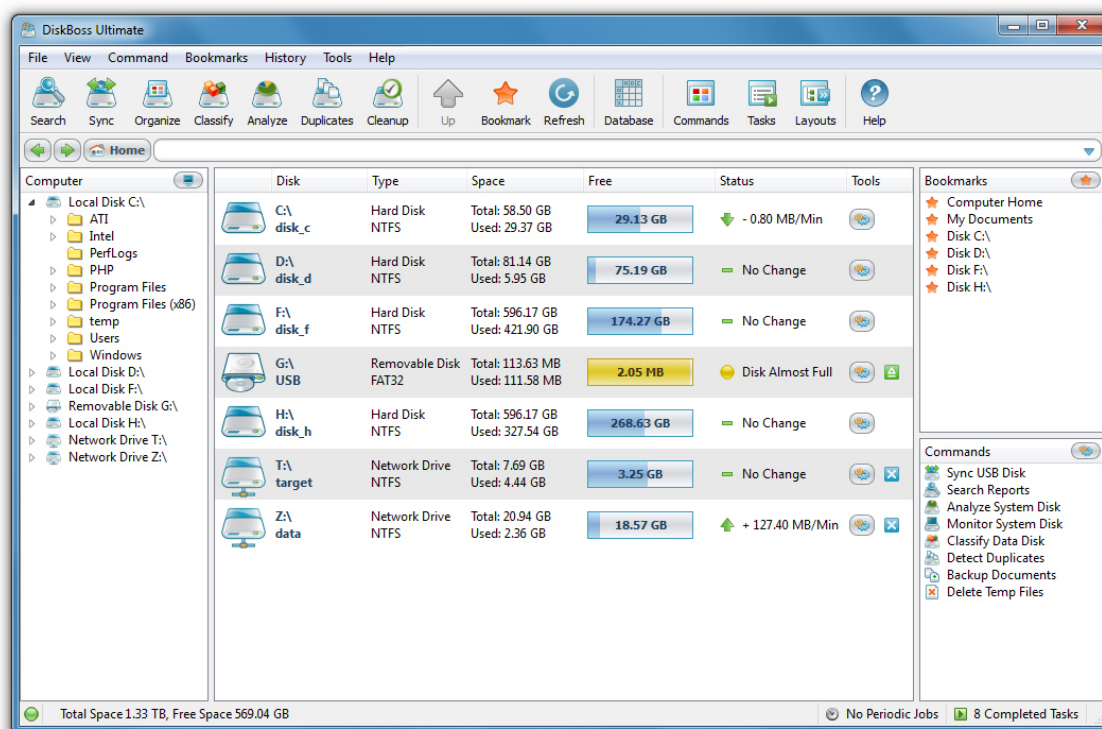 DiskBoss Ultimate
File View Command Bookmarks History Tools Help
Search Sync Organize Classify Analyze Duplicates Cleanup Up Bookmark Refresh Database Commands Tasks Layouts Help
Home
Computer
Local Disk C:\
ATI
Intel
PerfLogs
PHP
Program Files
Program Files (x86)
temp
Users
Windows
Local Disk D:\
Local Disk F:\
Removable Disk G:\
Local Disk H:\
Network Drive T:\
Network Drive Z:\
Disk Type Space Free Status Tools
C:\ Hard Disk Total: 58.50 GB
disk_c NTFS Used: 29.37 GB
29.13 GB - 0.80 MB/Min
D:\ Hard Disk Total: 81.14 GB
disk_d NTFS Used: 5.95 GB
75.19 GB No Change
F:\ Hard Disk Total: 596.17 GB
disk_f NTFS Used: 421.90 GB
174.27 GB No Change
G:\ Removable Disk Total: 113.63 MB
USB FAT32 Used: 111.58 MB
2.05 MB Disk Almost Full
H:\ Hard Disk Total: 596.17 GB
disk_h NTFS Used: 327.54 GB
268.63 GB No Change
T:\ Network Drive Total: 7.69 GB
target NTFS Used: 4.44 GB
3.25 GB No Change
Z:\ Network Drive Total: 20.94 GB
data NTFS Used: 2.36 GB
18.57 GB + 127.40 MB/Min
Bookmarks
Computer Home
My Documents
Disk C:\
Disk D:\
Disk F:\
Disk H:\
Commands
Sync USB Disk
Search Reports
Analyze System Disk
Monitor System Disk
Classify Data Disk
Detect Duplicates
Backup Documents
Delete Temp Files
Total Space 1.33 TB, Free Space 569.04 GB
No Periodic Jobs
8 Completed Tasks